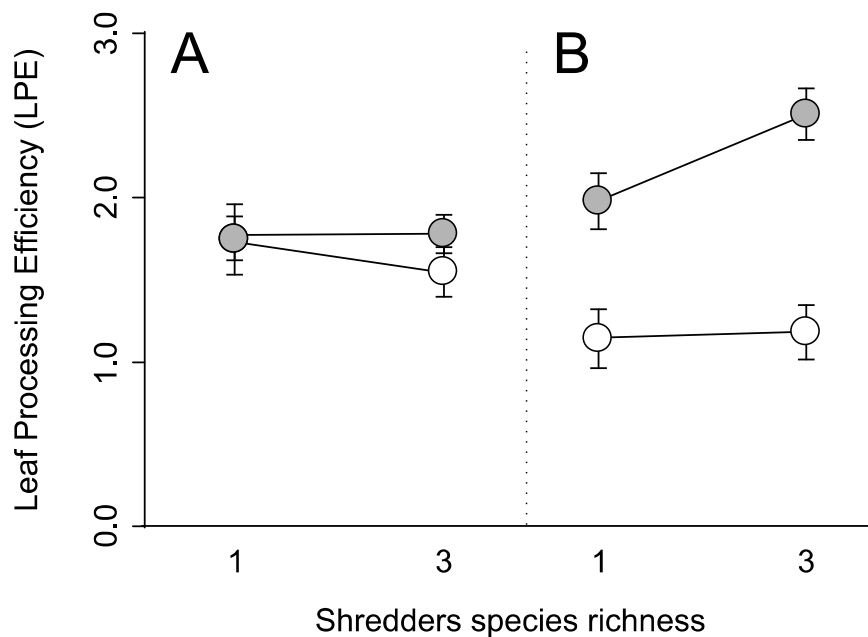 A
B
Leaf Processing Efficiency (LPE)
3.0
2.0
1.0
0.0
1
3
1
3
Shredders species richness